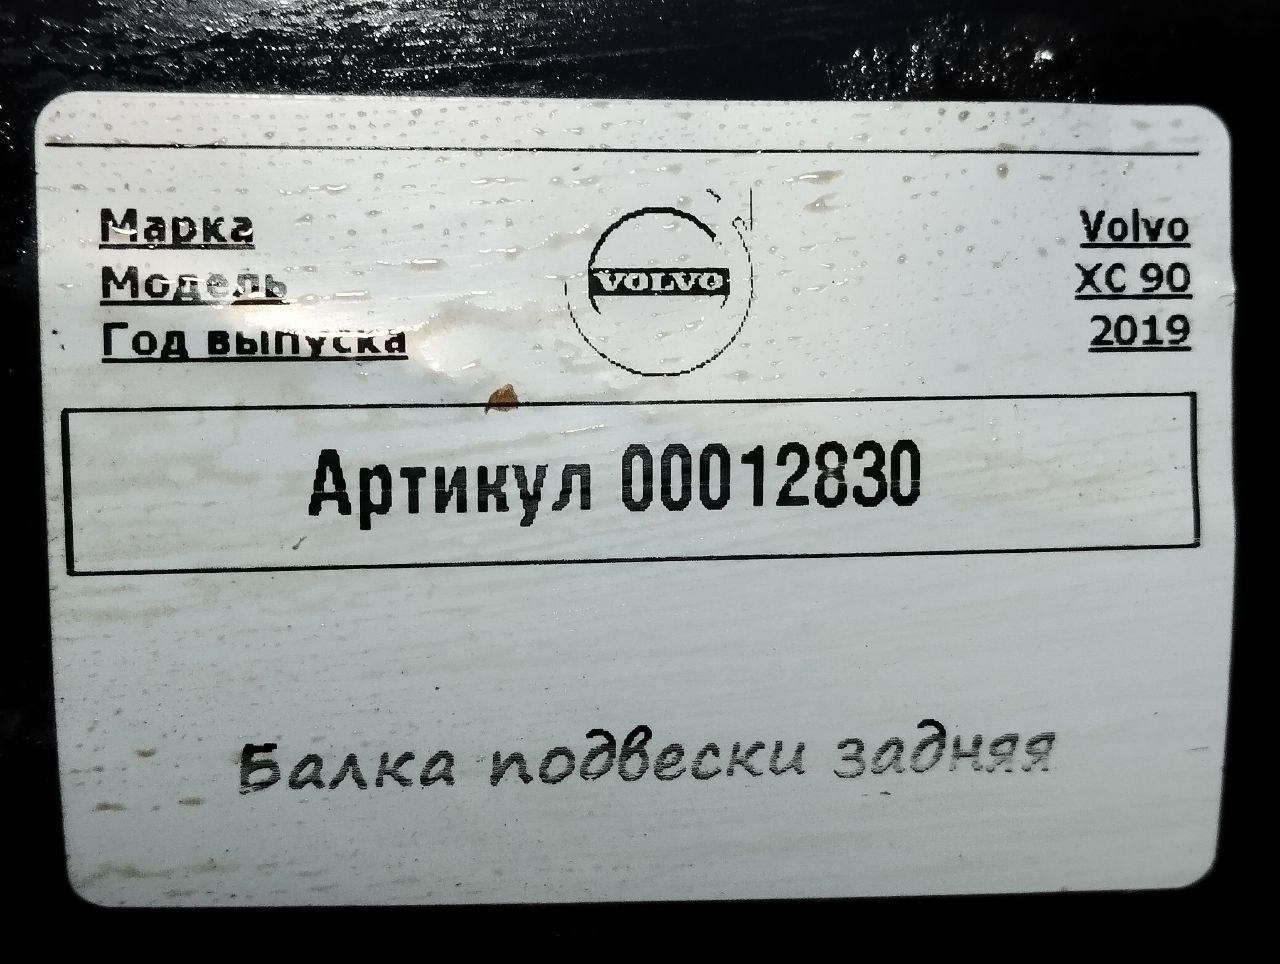 Марка VOLVO Volvo
Модель XC 90
Год выпуска 2019
Артикул 00012830
Балка подвески задняя